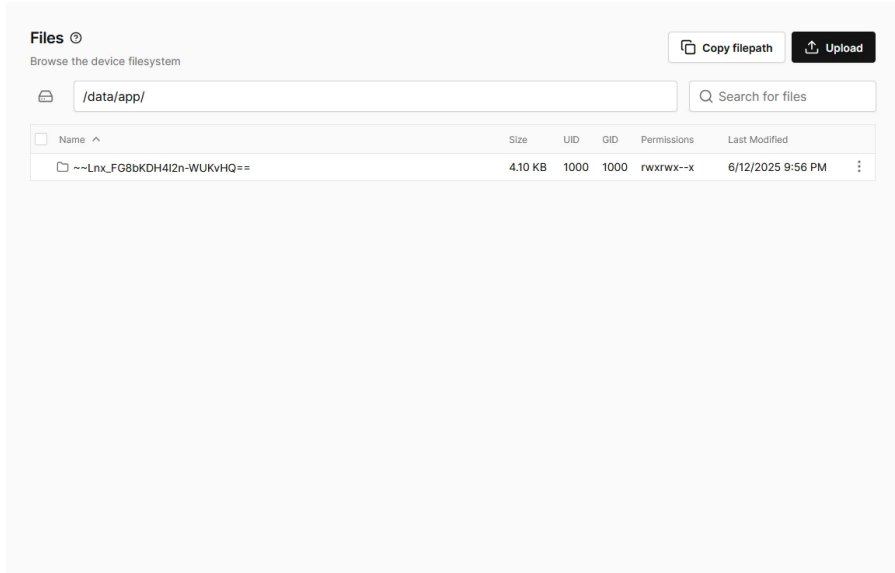 Files
Copy filepath
Upload
Browse the device filesystem
/data/app/
Search for files
Name
Size
UID
GID
Permissions
Last Modified
~~Lnx_FG8bKDH4I2n-WUKvHQ==
4.10 KB
1000
1000
rwxrwx--x
6/12/2025 9:56 PM